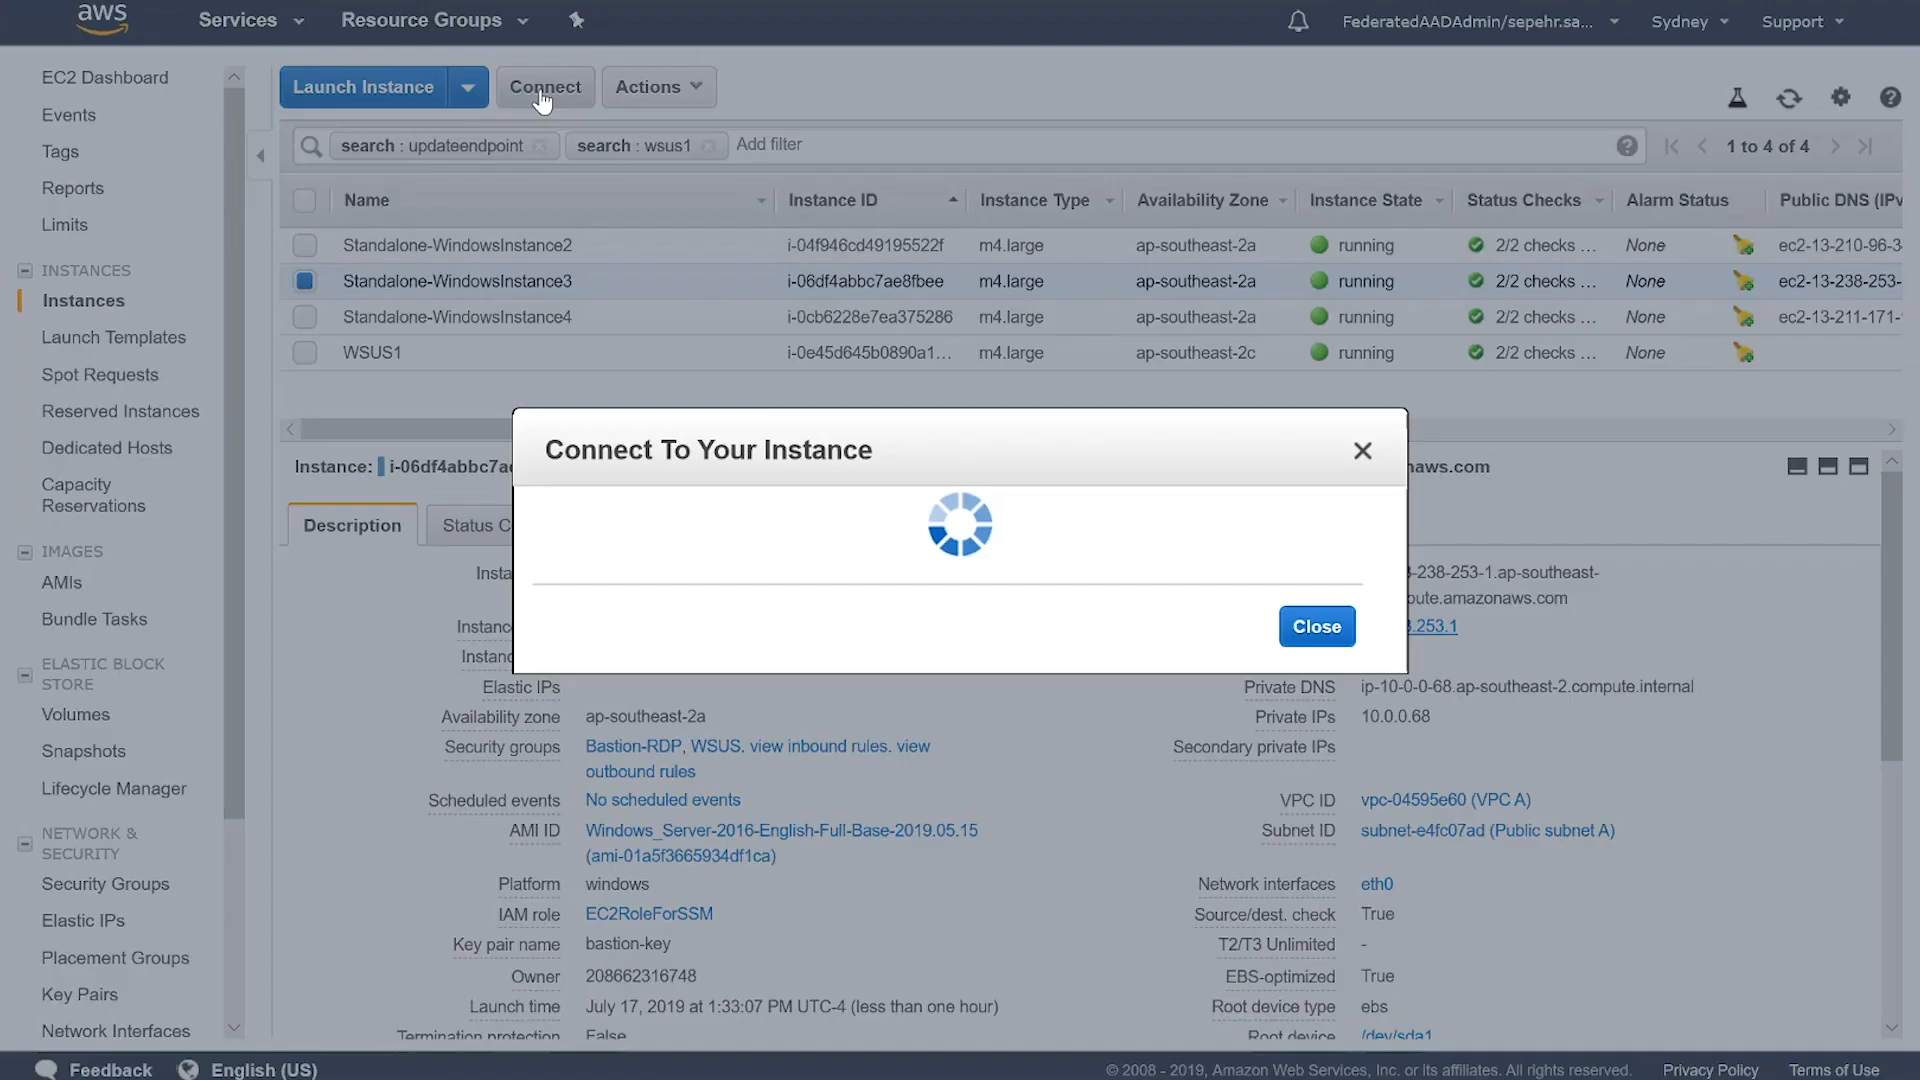 aws
Services
Resource Groups
FederatedAADAdmin/sepehr.sa...
Sydney
Support
EC2 Dashboard
Events
Tags
Reports
Limits
INSTANCES
Instances
Launch Templates
Spot Requests
Reserved Instances
Dedicated Hosts
Capacity
Reservations
IMAGES
AMIs
Bundle Tasks
ELASTIC BLOCK
STORE
Volumes
Snapshots
Lifecycle Manager
NETWORK &
SECURITY
Security Groups
Elastic IPs
Placement Groups
Key Pairs
Network Interfaces
Launch Instance
Connect
Actions
search : updateendpoint
search : wsus1
Add filter
1 to 4 of 4
Name Instance ID Instance Type Availability Zone Instance State Status Checks Alarm Status Public DNS (IPv
Standalone-WindowsInstance2 i-04f946cd49195522f m4.large ap-southeast-2a running 2/2 checks ... None ec2-13-210-96-3
Standalone-WindowsInstance3 i-06df4abbc7ae8fbee m4.large ap-southeast-2a running 2/2 checks ... None ec2-13-238-253-
Standalone-WindowsInstance4 i-0cb6228e7ea375286 m4.large ap-southeast-2a running 2/2 checks ... None ec2-13-211-171-
WSUS1 i-0e45d645b0890a1... m4.large ap-southeast-2c running 2/2 checks ... None
Connect To Your Instance
Close
Instance: i-06df4abbc7a
naws.com
Description
Status C
Insta
Instanc
Instanc
Elastic IPs
Availability zone ap-southeast-2a
Security groups Bastion-RDP, WSUS. view inbound rules. view
outbound rules
Scheduled events No scheduled events
AMI ID Windows_Server-2016-English-Full-Base-2019.05.15
(ami-01a5f3665934df1ca)
Platform windows
IAM role EC2RoleForSSM
Key pair name bastion-key
Owner 208662316748
Launch time July 17, 2019 at 1:33:07 PM UTC-4 (less than one hour)
Termination protection False
-238-253-1.ap-southeast-
oute.amazonaws.com
.253.1
Private DNS ip-10-0-0-68.ap-southeast-2.compute.internal
Private IPs 10.0.0.68
Secondary private IPs
VPC ID vpc-04595e60 (VPC A)
Subnet ID subnet-e4fc07ad (Public subnet A)
Network interfaces eth0
Source/dest. check True
T2/T3 Unlimited -
EBS-optimized True
Root device type ebs
Root device /dev/sda1
Feedback
English (US)
© 2008 - 2019, Amazon Web Services, Inc. or its affiliates. All rights reserved.
Privacy Policy
Terms of Use